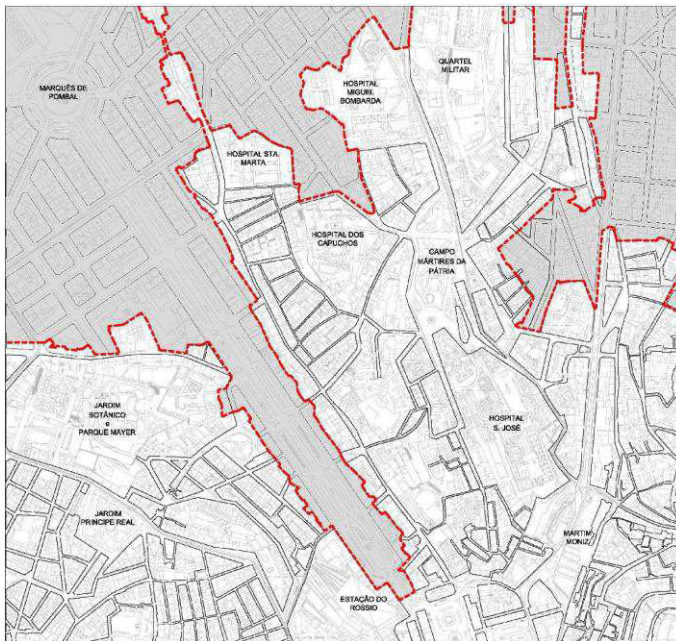 QUARTEL
MILITAR
HOSPITAL
MIGUEL
BOMBARDA
MARQUÊS DE
POMBAL
HOSPITAL STA.
MARTA
HOSPITAL DOS
CAPUCHOS
CAMPO
MÁRTIRES DA
PÁTRIA
JARDIM
BOTÂNICO
e
PARQUE MAYER
HOSPITAL
S. JOSÉ
JARDIM
PRINCIPE REAL
MARTIM
MONIZ
ESTAÇÃO DO
ROSSIO